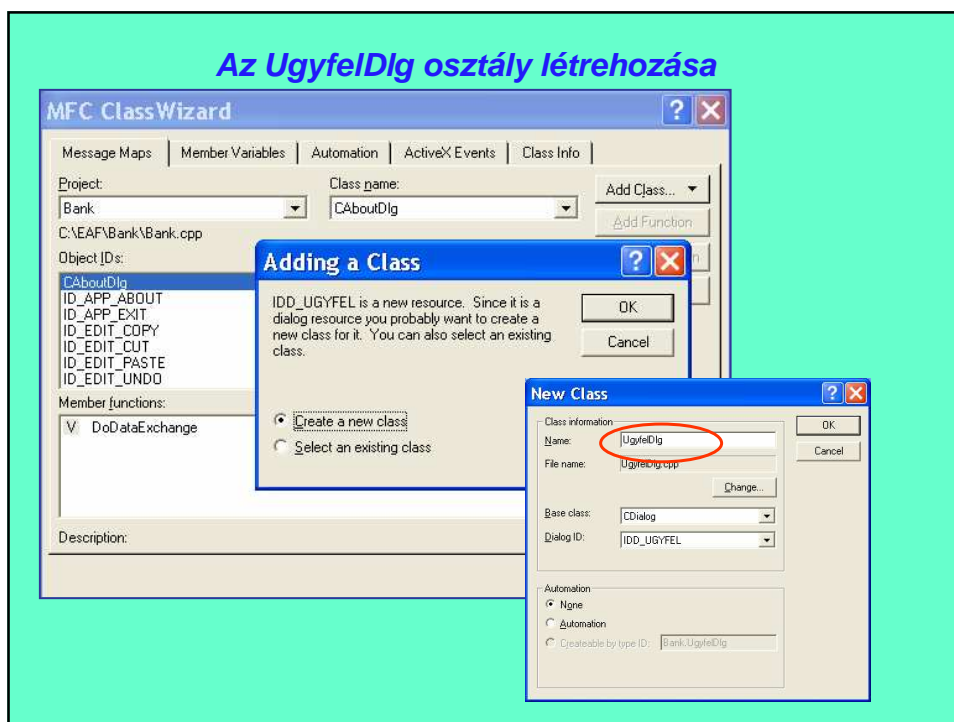 Az UgyfelDlg osztály létrehozása
MFC ClassWizard
Message Maps
Member Variables
Automation
ActiveX Events
Class Info
Project:
Class name:
Add Class...
Bank
CAboutDlg
Add Function
C:\EAF\Bank\Bank.cpp
Object IDs:
CAboutDlg
ID_APP_ABOUT
ID_APP_EXIT
ID_EDIT_COPY
ID_EDIT_CUT
ID_EDIT_PASTE
ID_EDIT_UNDO
Member functions:
V DoDataExchange
Description:
Adding a Class
IDD_UGYFEL is a new resource. Since it is a
dialog resource you probably want to create a
new class for it. You can also select an existing
class.
OK
Cancel
Create a new class
Select an existing class
New Class
Class information
Name:
UgyfelDlg
File name:
UgyfelDlg.cpp
Change...
Base class:
CDialog
Dialog ID:
IDD_UGYFEL
OK
Cancel
Automation
None
Automation
Createable by type ID:
Bank.UgyfelDlg